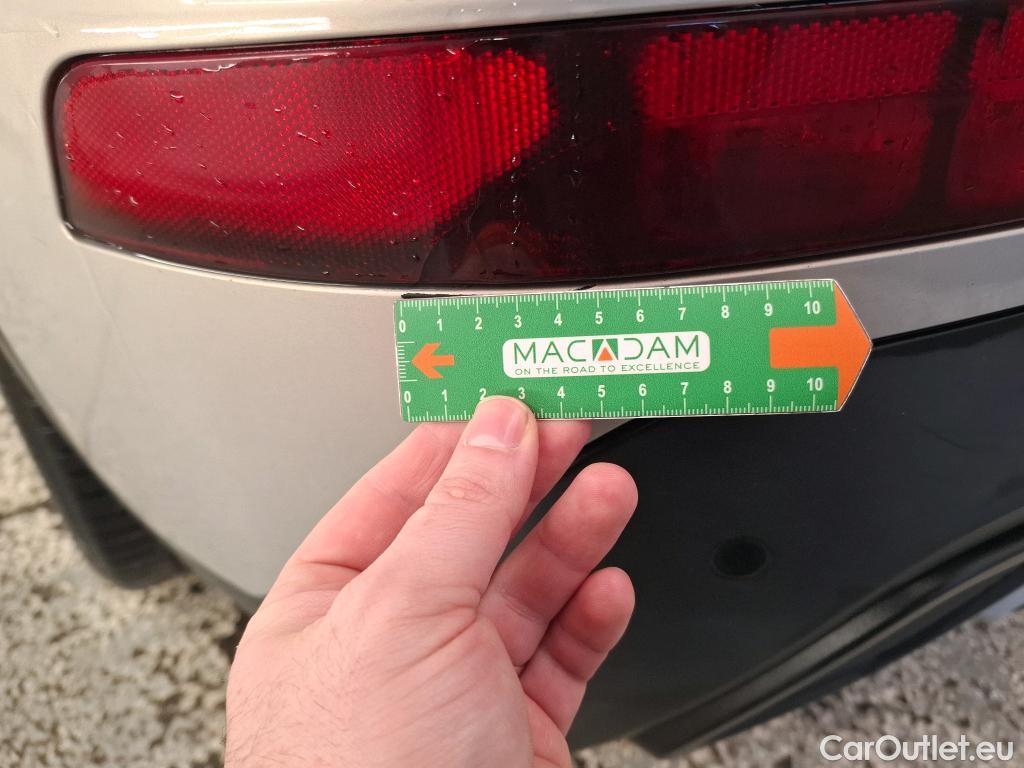 0 1 2 3 4 5 6 7 8 9 10
MACADAM
ON THE ROAD TO EXCELLENCE
0 1 2 3 4 5 6 7 8 9 10
CarOutlet.eu